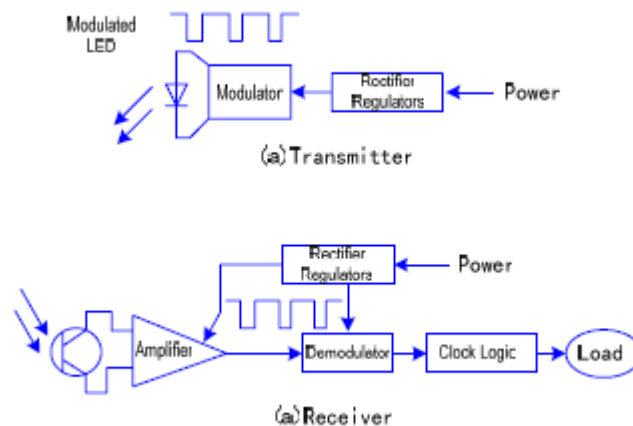 Modulated
LED
Modulator
Rectifier
Regulators
Power
(a)Transmitter
Rectifier
Regulators
Power
Amplifier
Demodulator
Clock Logic
Load
(a)Receiver